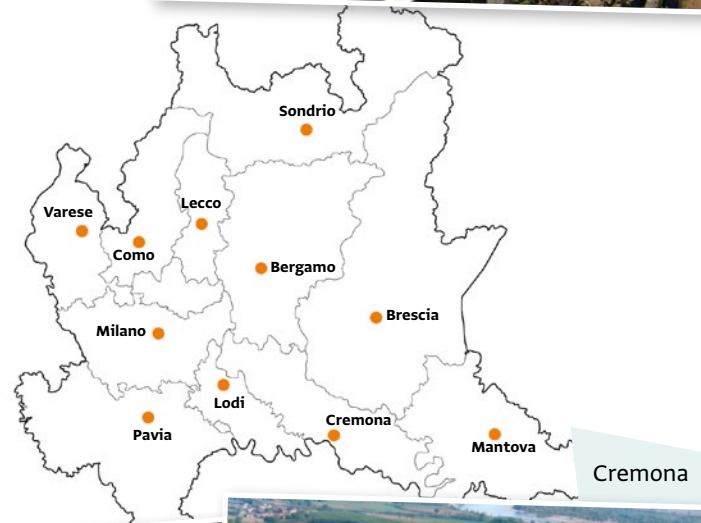 Sondrio
Lecco
Varese
Como
Bergamo
Brescia
Milano
Lodi
Cremona
Pavia
Mantova
Cremona